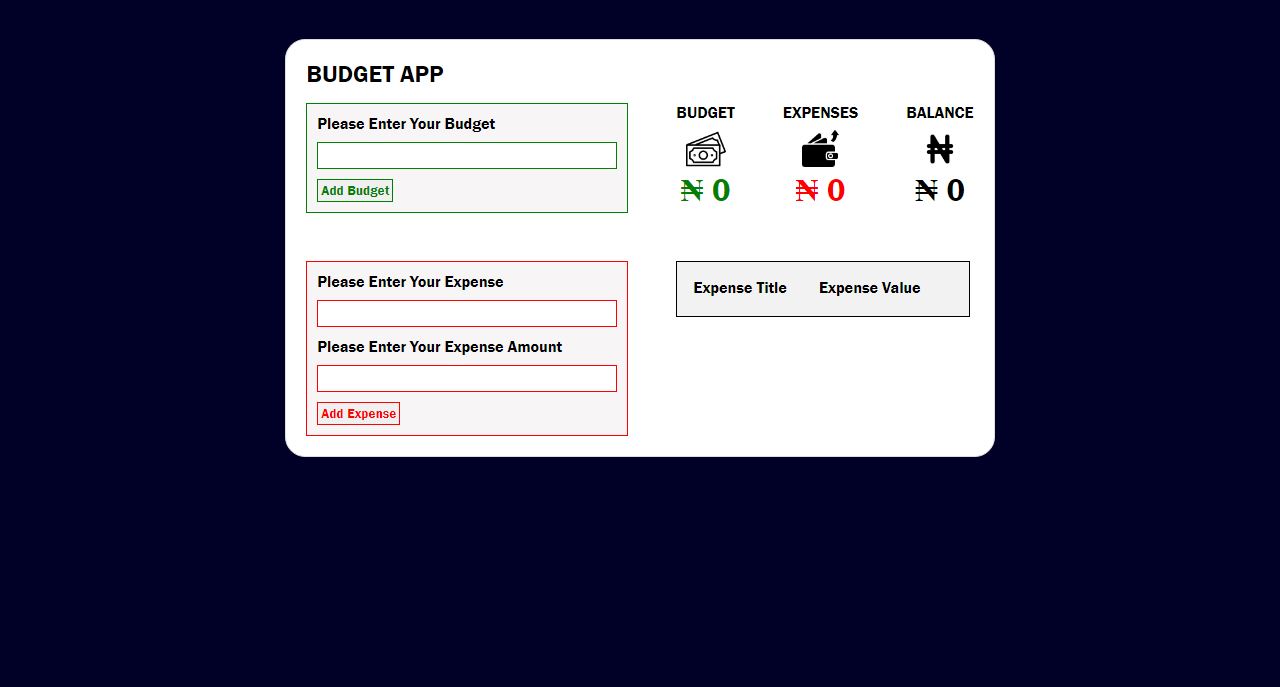 BUDGET APP
Please Enter Your Budget
Add Budget
BUDGET EXPENSES BALANCE
₦
₦ 0 ₦ 0 ₦ 0
Please Enter Your Expense
Please Enter Your Expense Amount
Add Expense
Expense Title Expense Value